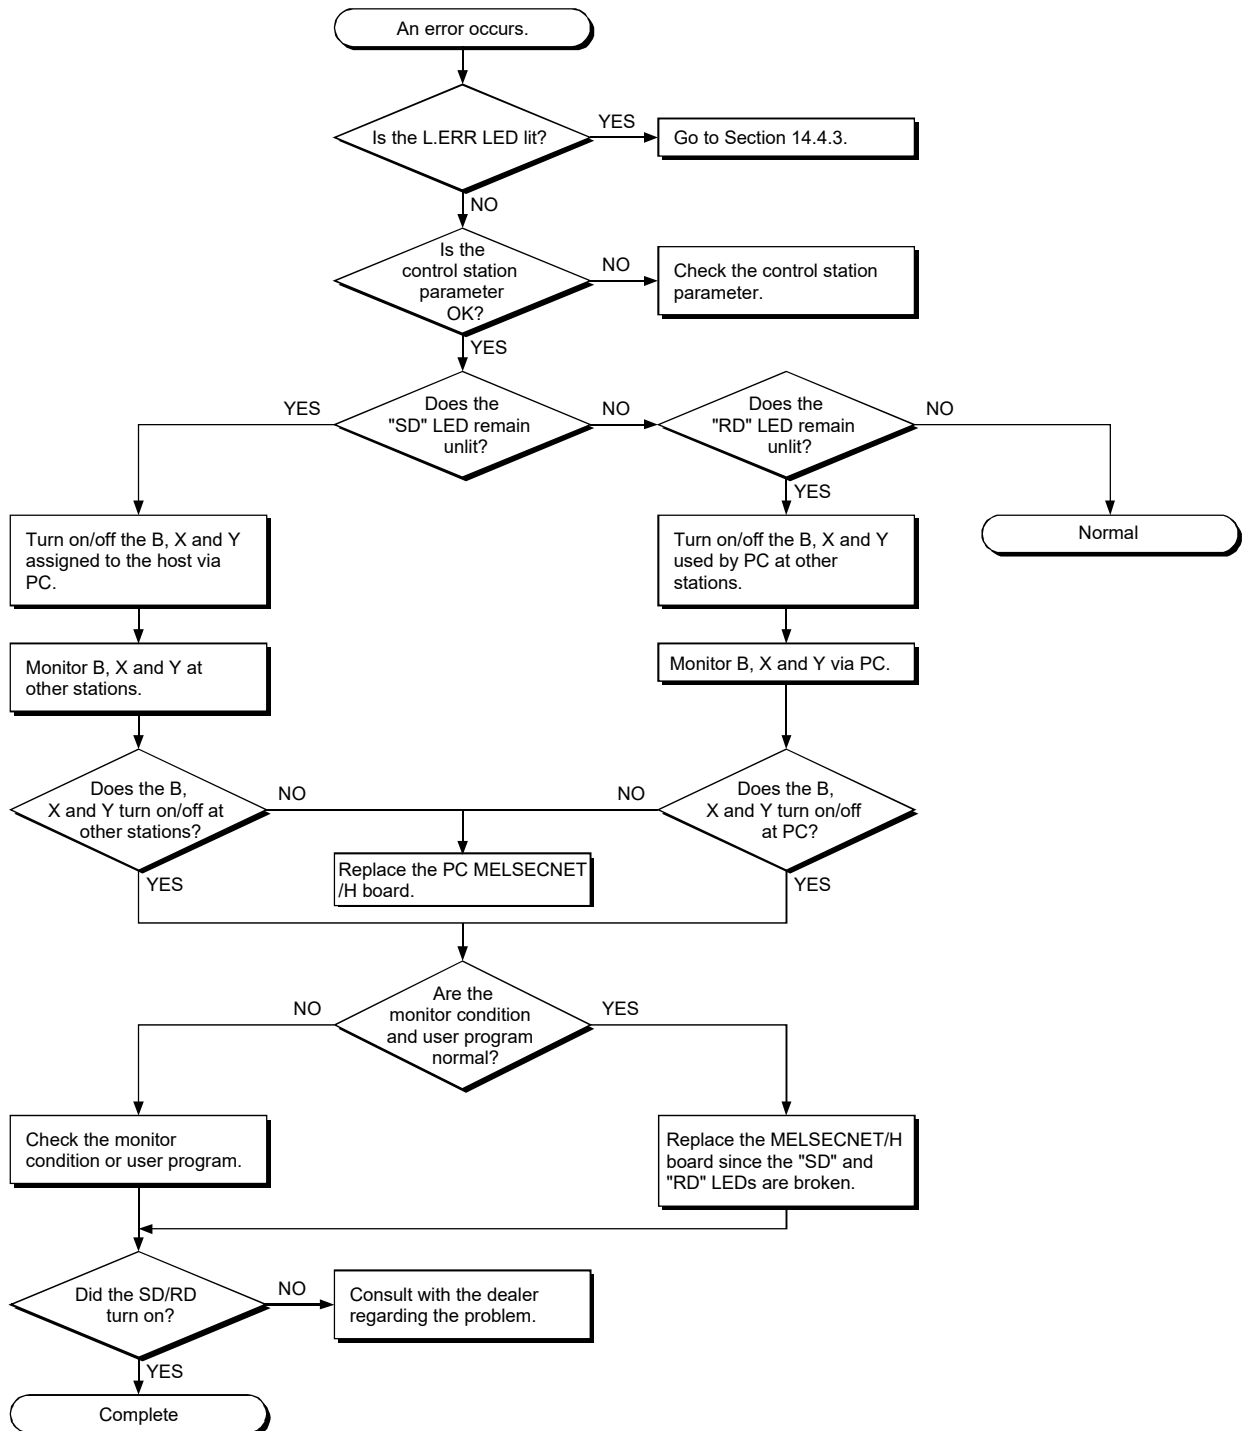 An error occurs.
Is the L.ERR LED lit?
YES
Go to Section 14.4.3.
NO
Is the
control station
parameter
OK?
NO
Check the control station
parameter.
YES
YES
Does the
"SD" LED remain
unlit?
NO
Does the
"RD" LED remain
unlit?
NO
YES
Turn on/off the B, X and Y
assigned to the host via
PC.
Turn on/off the B, X and Y
used by PC at other
stations.
Normal
Monitor B, X and Y at
other stations.
Monitor B, X and Y via PC.
Does the B,
X and Y turn on/off at
other stations?
NO
NO
Does the B,
X and Y turn on/off
at PC?
YES
Replace the PC MELSECNET
/H board.
YES
NO
Are the
monitor condition
and user program
normal?
YES
Check the monitor
condition or user program.
Replace the MELSECNET/H
board since the "SD" and
"RD" LEDs are broken.
Did the SD/RD
turn on?
NO
Consult with the dealer
regarding the problem.
YES
Complete